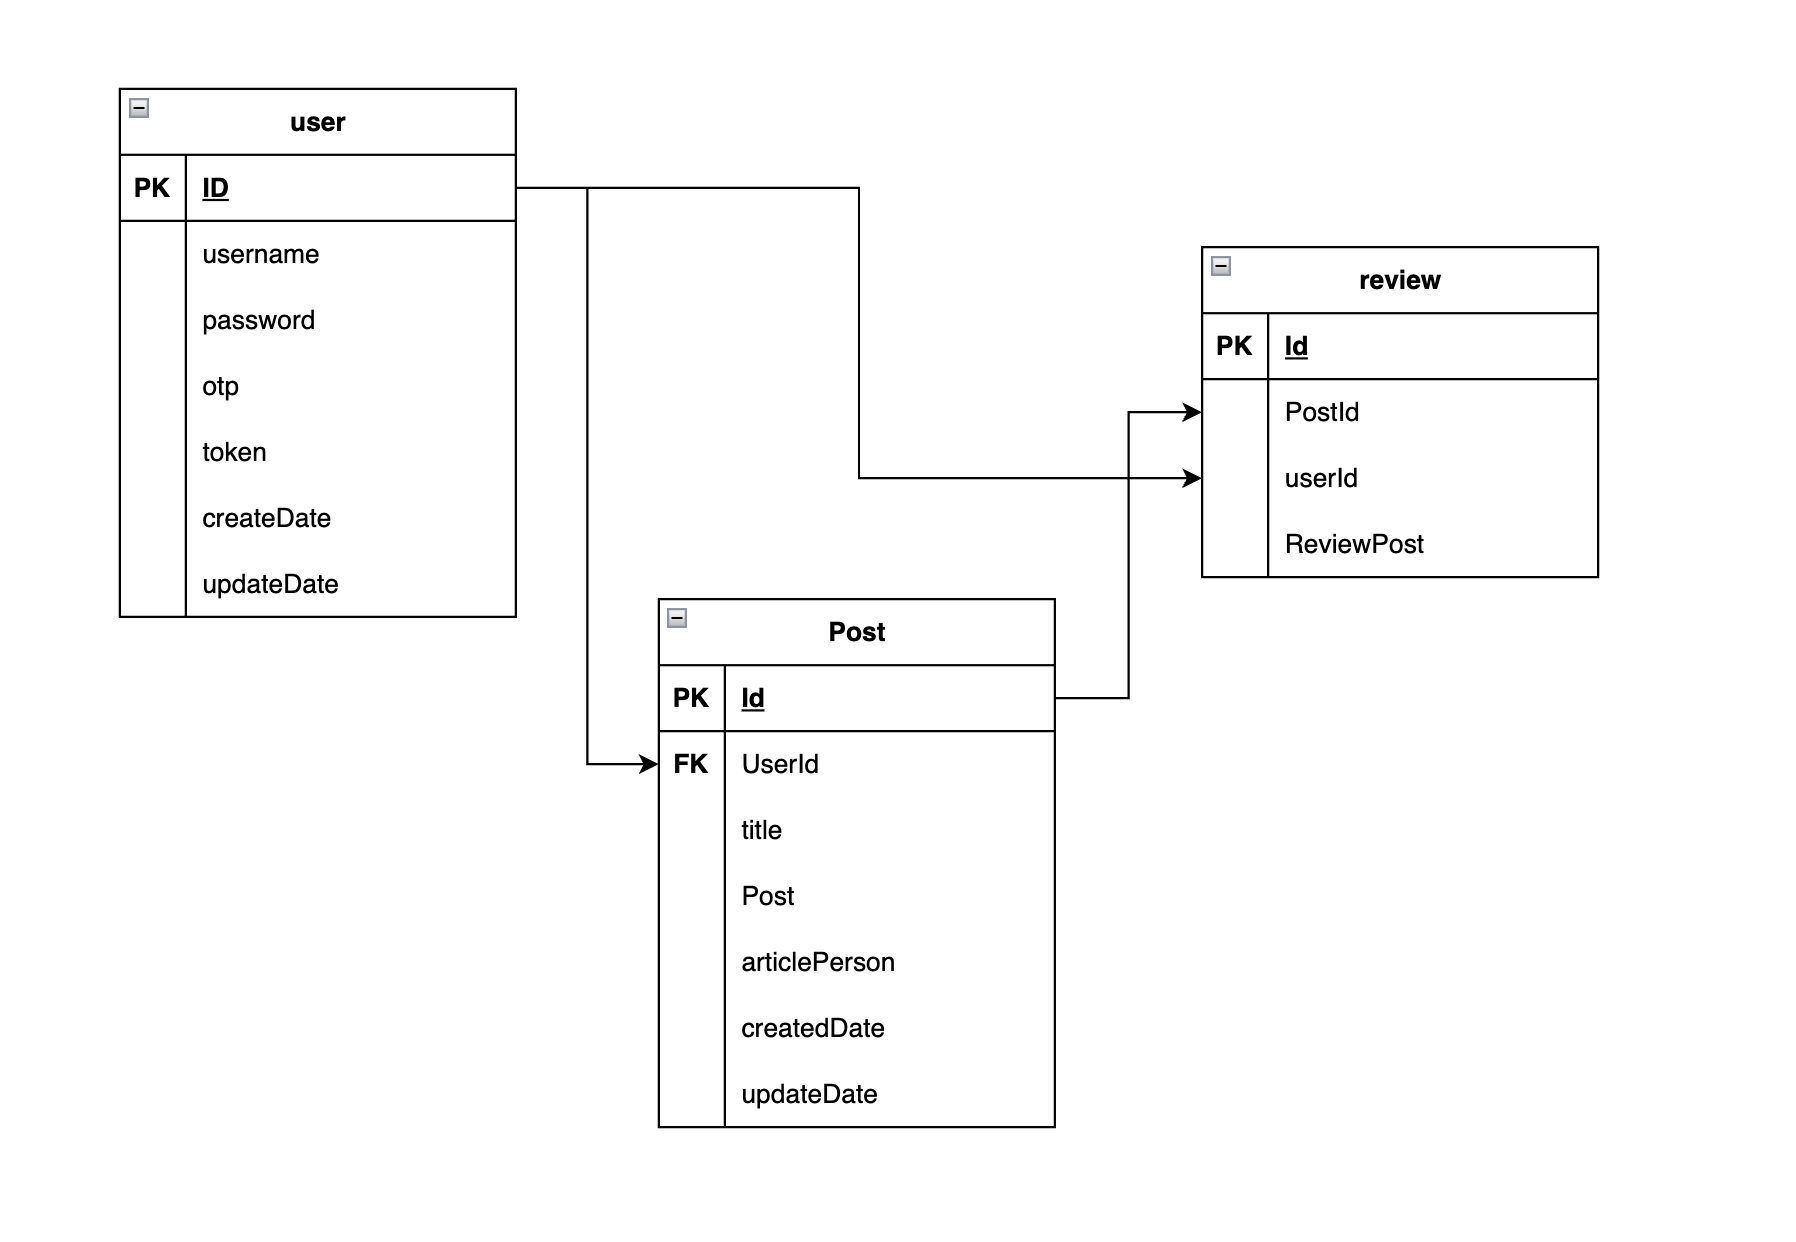 user
PK ID
username
password
otp
token
createDate
updateDate
review
PK Id
PostId
userId
ReviewPost
Post
PK Id
FK UserId
title
Post
articlePerson
createdDate
updateDate